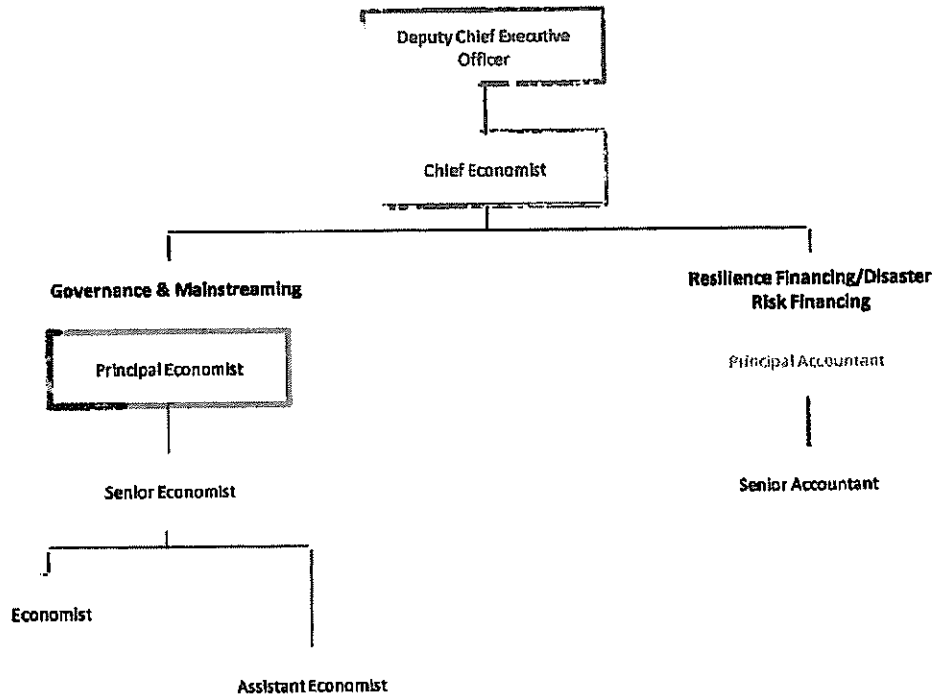 Deputy Chief Executive
Officer
Chief Economist
Governance & Mainstreaming
Resilience Financing/Disaster
Risk Financing
Principal Economist
Principal Accountant
Senior Economist
Senior Accountant
Economist
Assistant Economist